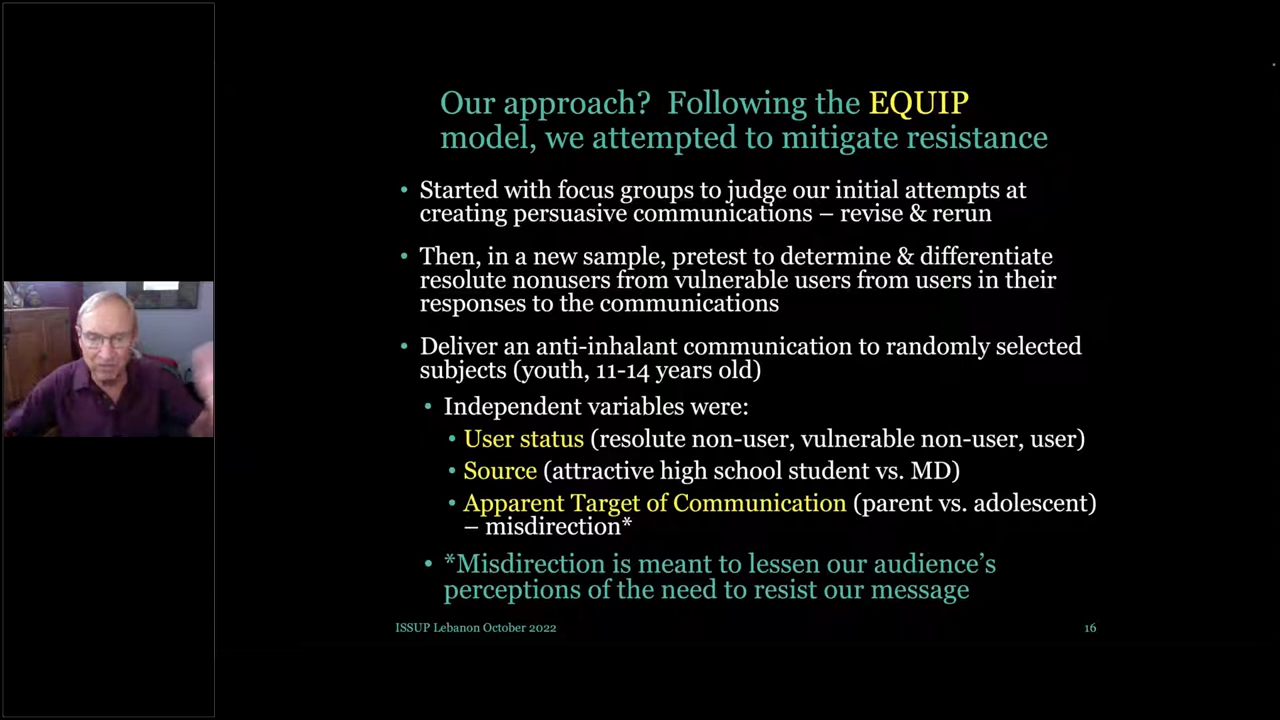 Our approach?  Following the EQUIP
model, we attempted to mitigate resistance
• Started with focus groups to judge our initial attempts at
creating persuasive communications – revise & rerun
• Then, in a new sample, pretest to determine & differentiate
resolute nonusers from vulnerable users from users in their
responses to the communications
• Deliver an anti-inhalant communication to randomly selected
subjects (youth, 11-14 years old)
• Independent variables were:
• User status (resolute non-user, vulnerable non-user, user)
• Source (attractive high school student vs. MD)
• Apparent Target of Communication (parent vs. adolescent)
– misdirection*
• *Misdirection is meant to lessen our audience’s
perceptions of the need to resist our message
ISSUP Lebanon October 2022
16